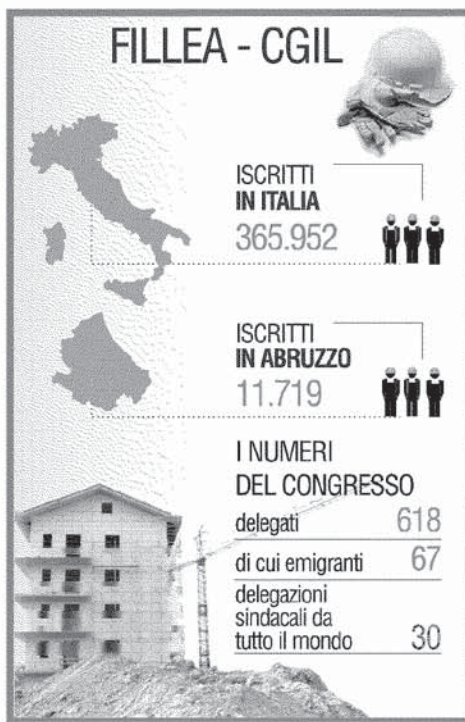 FILLEA - CGIL
ISCRITTI
IN ITALIA
365.952
ISCRITTI
IN ABRUZZO
11.719
I NUMERI
DEL CONGRESSO
delegati 618
di cui emigranti 67
delegazioni
sindacali da
tutto il mondo 30